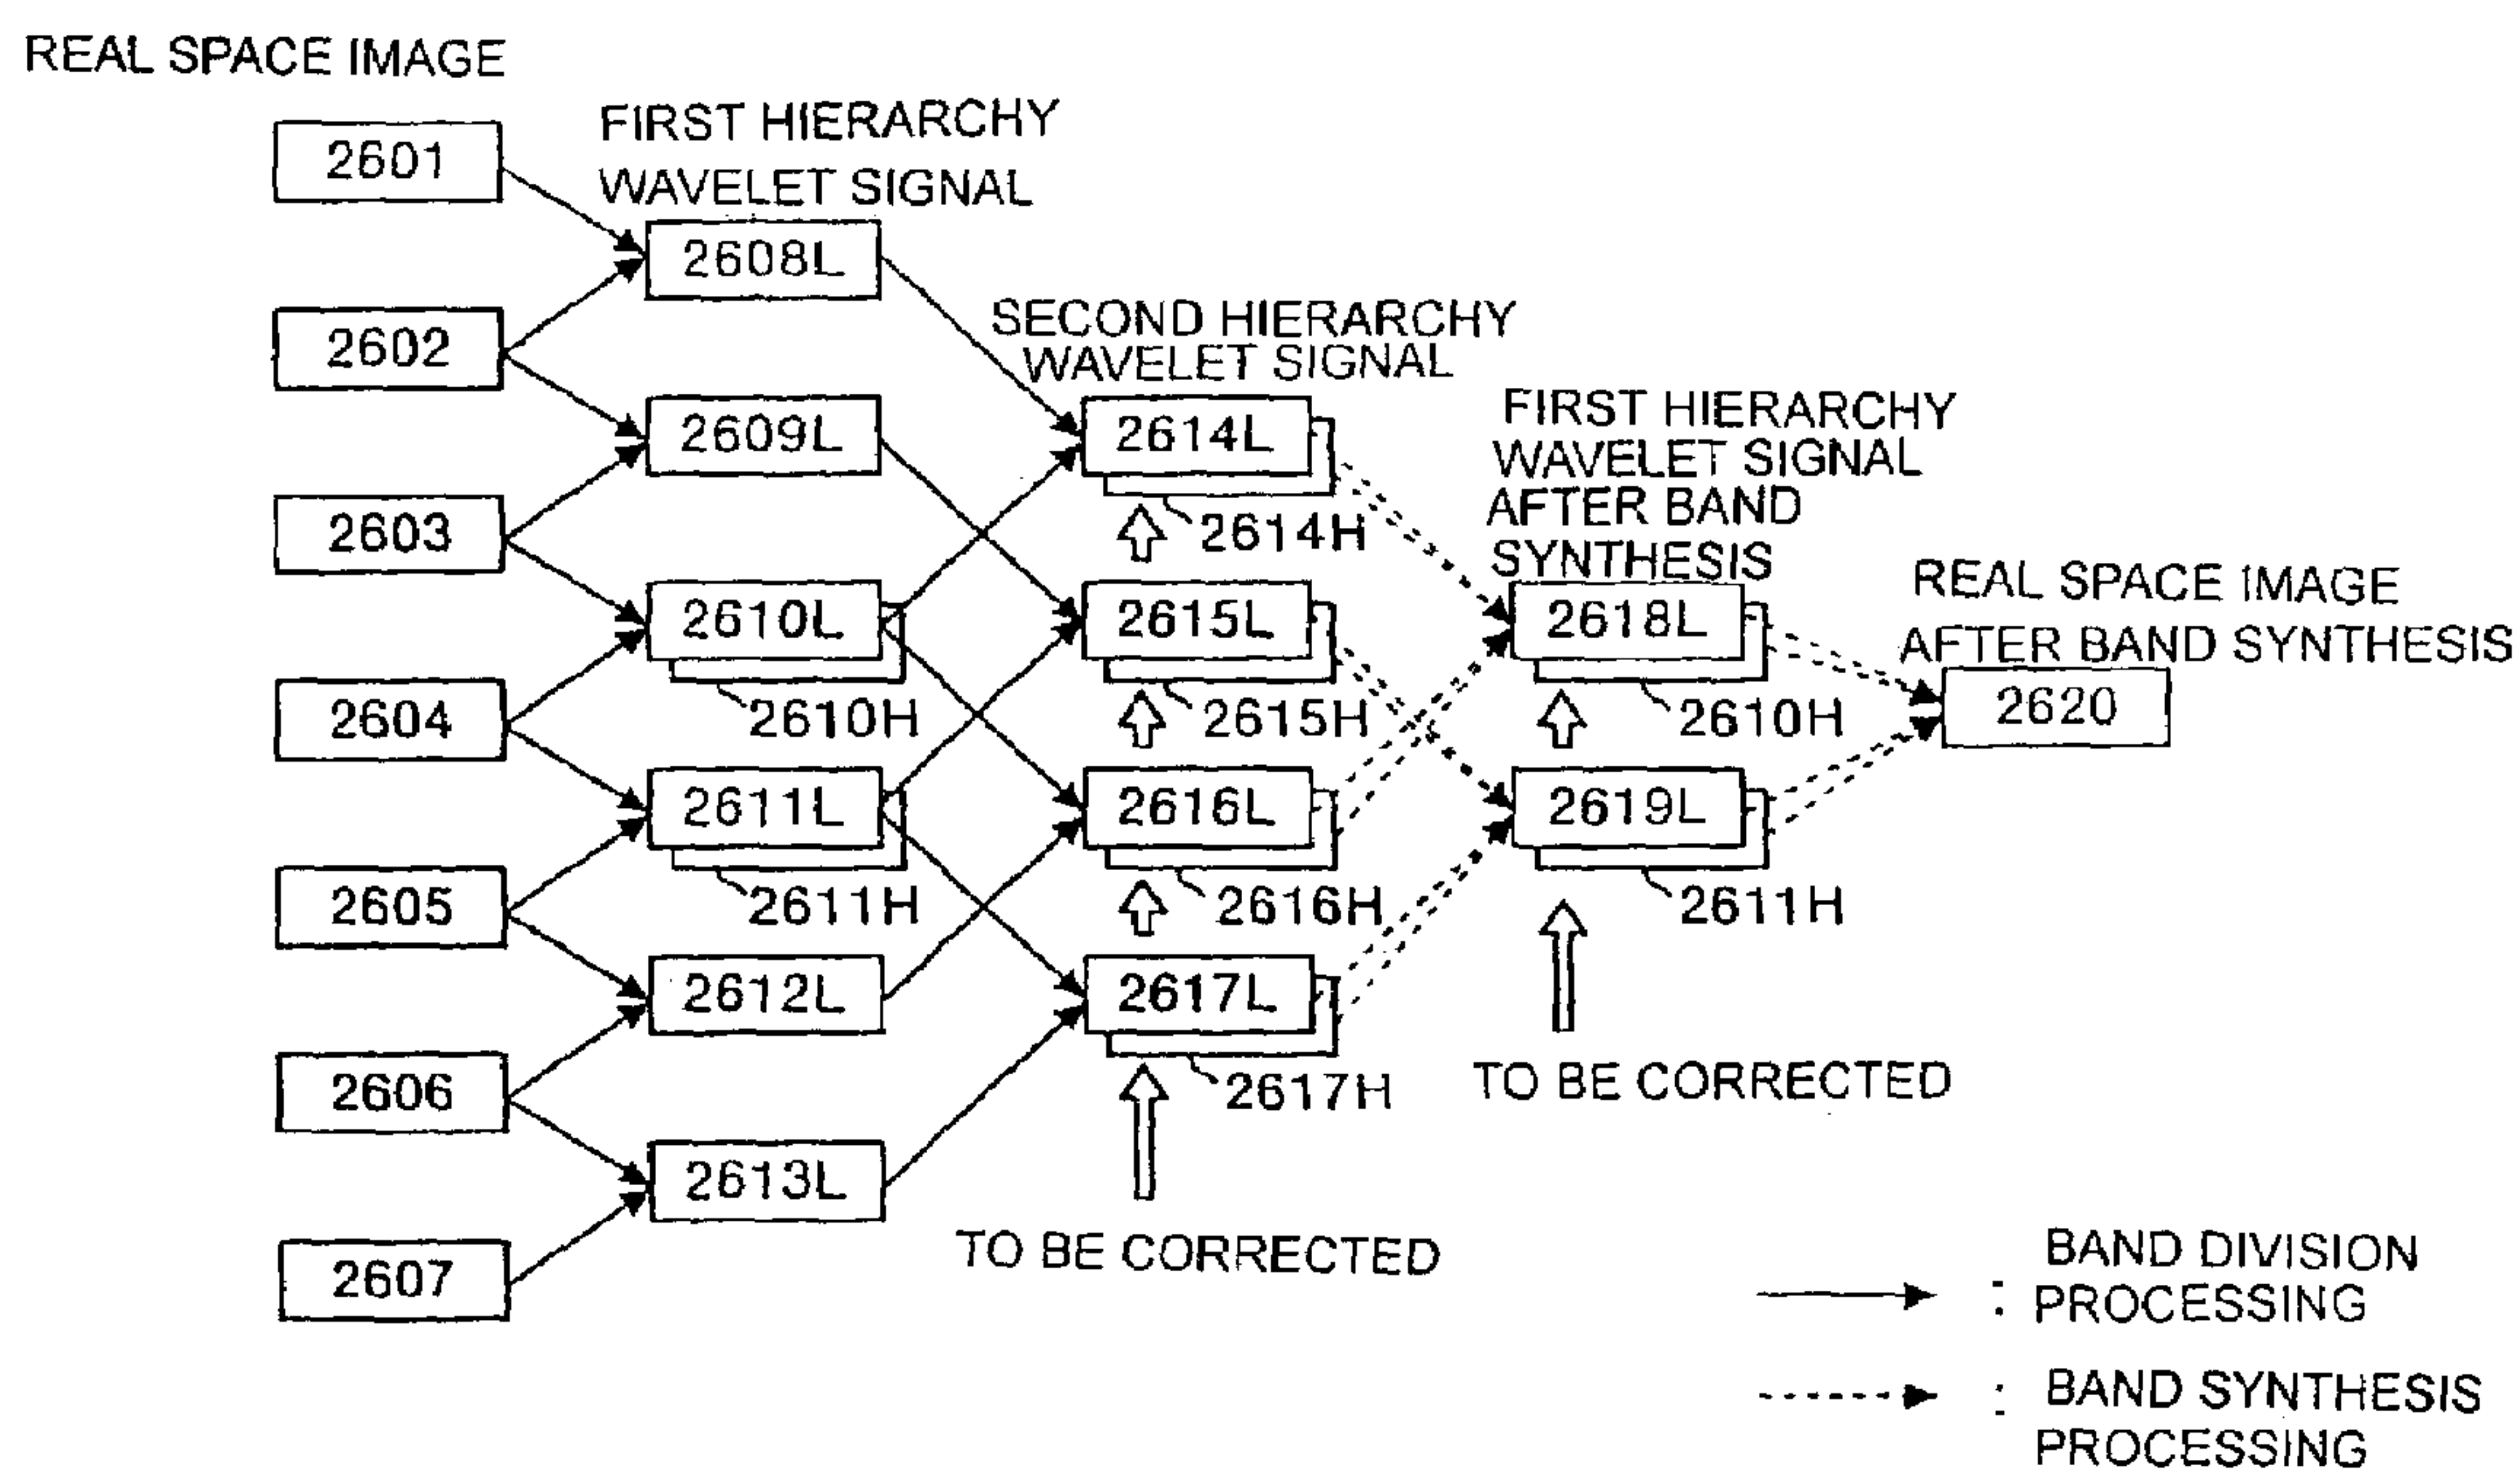 REAL SPACE IMAGE
2601
2602
2603
2604
2605
2606
2607
FIRST HIERARCHY
WAVELET SIGNAL
2608L
2609L
2610L
2610H
2611L
2611H
2612L
2613L
SECOND HIERARCHY
WAVELET SIGNAL
2614L
2614H
2615L
2615H
2616L
2616H
2617L
2617H
TO BE CORRECTED
FIRST HIERARCHY
WAVELET SIGNAL
AFTER BAND
SYNTHESIS
2618L
2610H
2619L
2611H
TO BE CORRECTED
REAL SPACE IMAGE
AFTER BAND SYNTHESIS
2620
: BAND DIVISION
PROCESSING
: BAND SYNTHESIS
PROCESSING